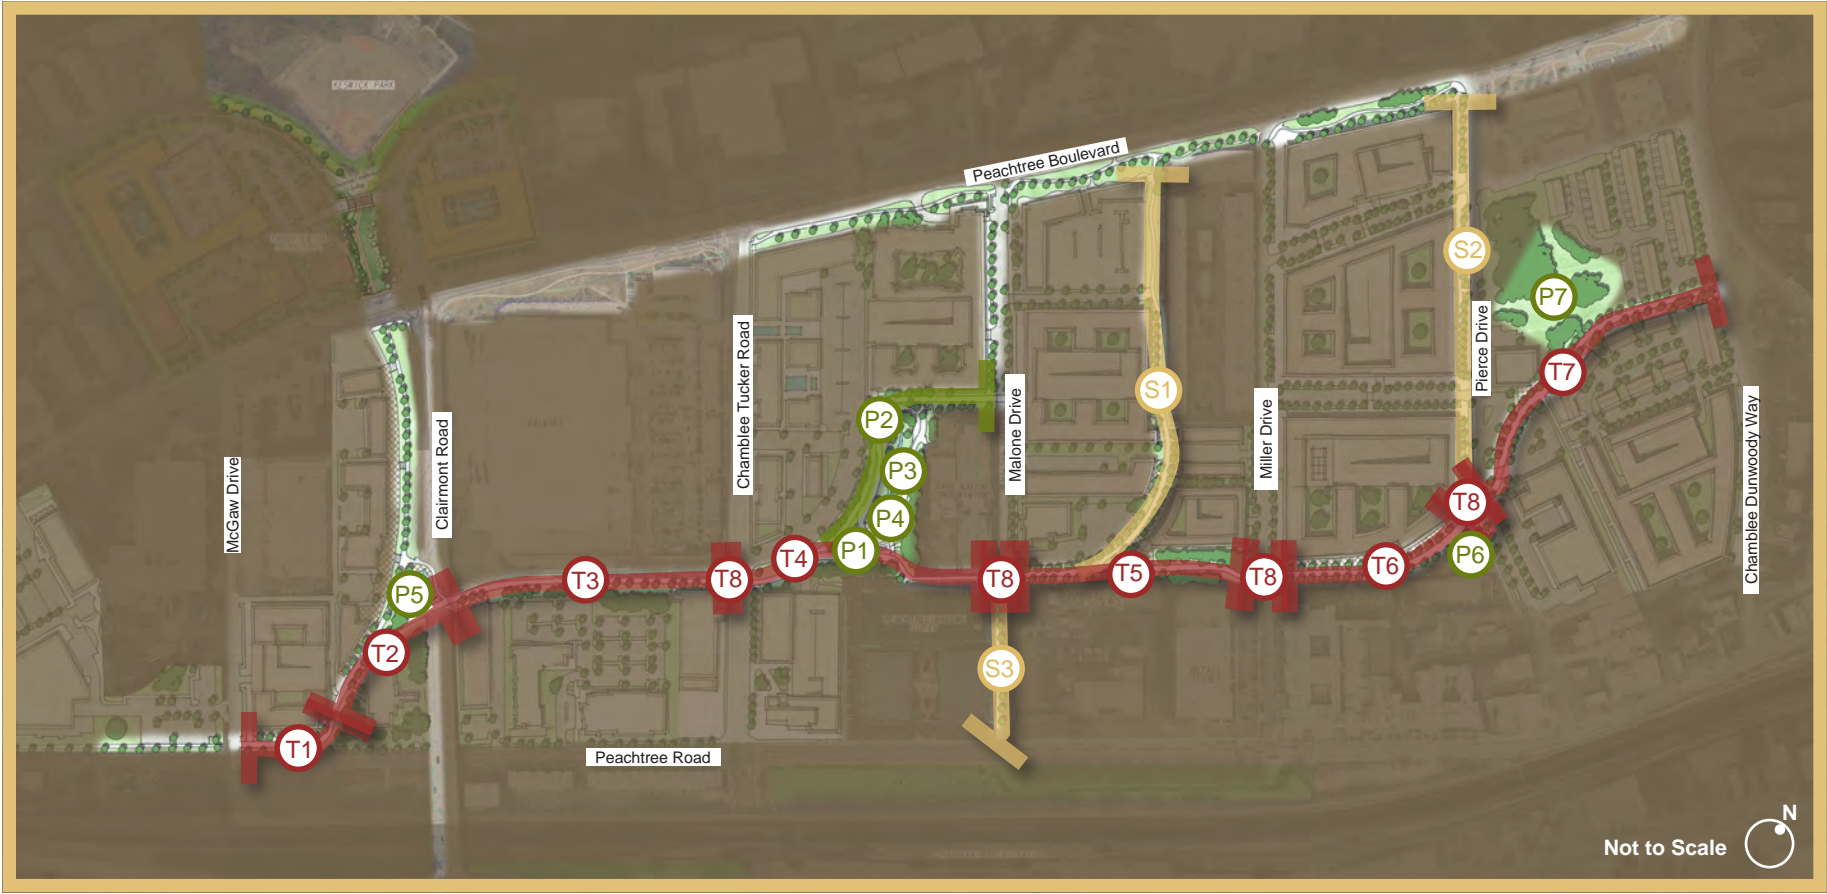 KESWICK PARK
Peachtree Boulevard
S2
P7
Pierce Drive
Chamblee Tucker Road
T7
S1
Malone Drive
Miller Drive
Chamblee Dunwoody Way
P2
Clairmont Road
McGaw Drive
P3
T8
P4
P1
T4
P6
T5
T6
T3
T8
T8
T8
P5
T2
S3
T1
Peachtree Road
N
Not to Scale